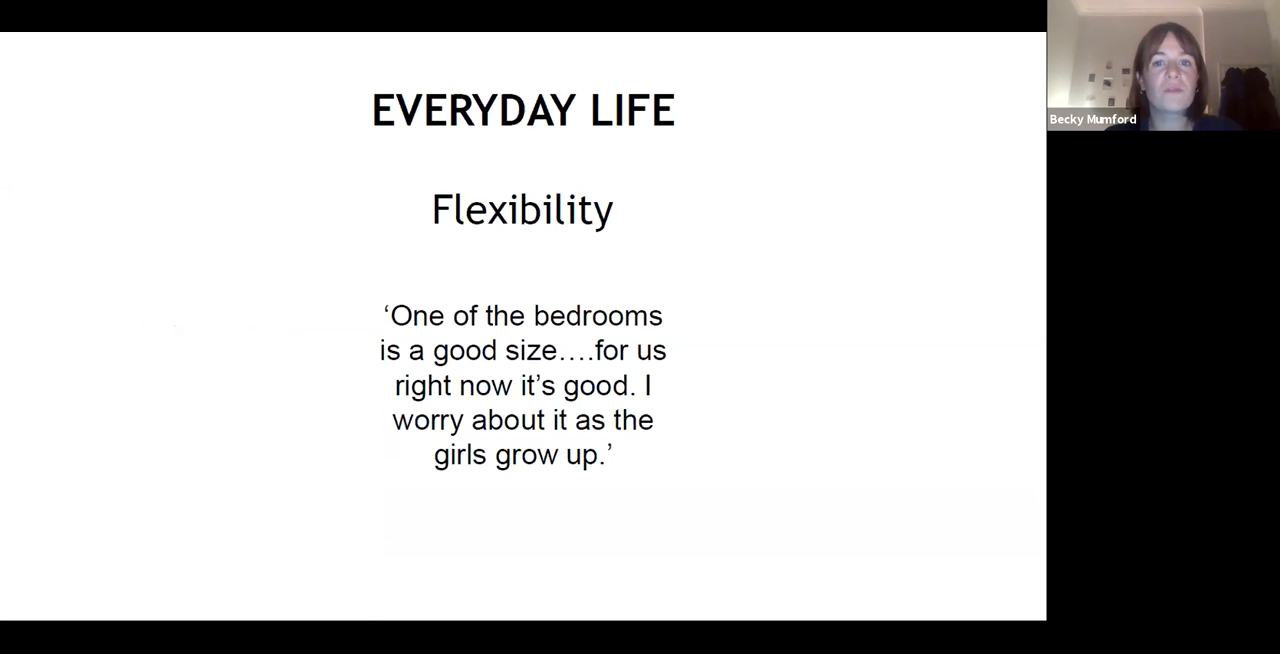 EVERYDAY LIFE
Flexibility
‘One of the bedrooms
is a good size….for us
right now it’s good. I
worry about it as the
girls grow up.’
Becky Mumford